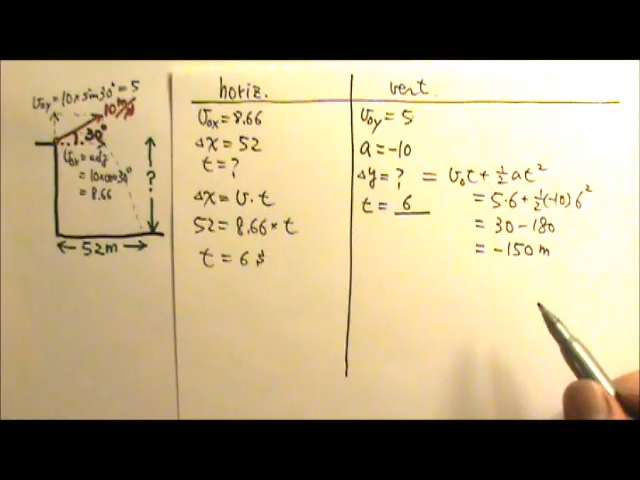 v₀y = 10×sin30° = 5
10 m/s
30°
v₀x = adj
= 10cos30°
= 8.66
?
52m
horiz.
v₀x = 8.66
Δx = 52
t = ?
Δx = v.t
52 = 8.66 × t
t = 6 s
vert.
v₀y = 5
a = -10
Δy = ? = v₀t + ½at²
t = 6
= 5·6 + ½(-10)6²
= 30 - 180
= -150 m